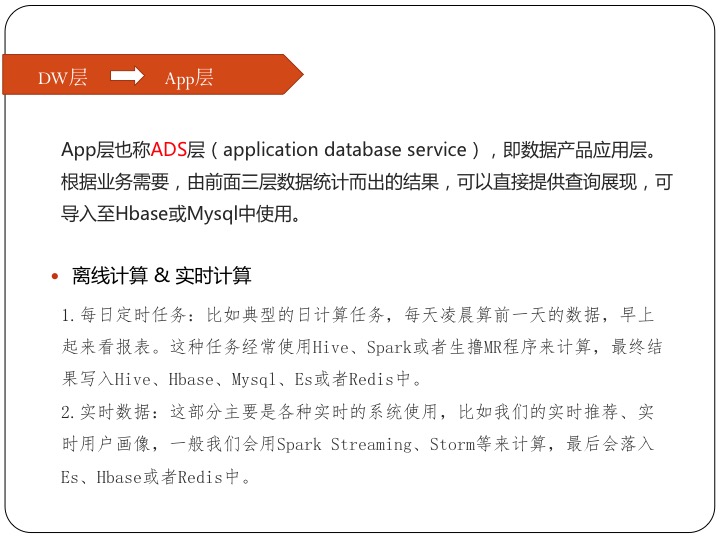 DW层 App层
App层也称ADS层（application database service），即数据产品应用层。
根据业务需要，由前面三层数据统计而出的结果，可以直接提供查询展现，可
导入至Hbase或Mysql中使用。
• 离线计算 & 实时计算
1.每日定时任务：比如典型的日计算任务，每天凌晨算前一天的数据，早上
起来看报表。这种任务经常使用Hive、Spark或者生撸MR程序来计算，最终结
果写入Hive、Hbase、Mysql、Es或者Redis中。
2.实时数据：这部分主要是各种实时的系统使用，比如我们的实时推荐、实
时用户画像，一般我们会用Spark Streaming、Storm等来计算，最后会落入
Es、Hbase或者Redis中。